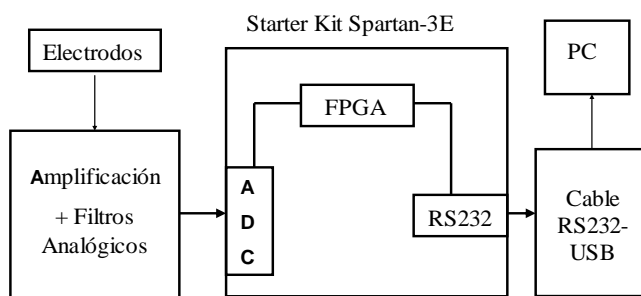 Starter Kit Spartan-3E
Electrodos
PC
FPGA
Amplificación
+ Filtros
Analógicos
A
D
C
RS232
Cable
RS232-
USB